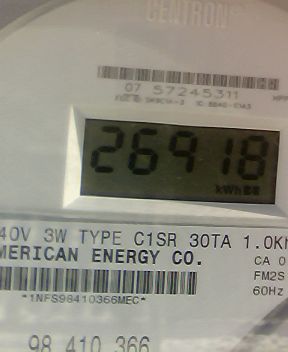 CENTRON
07 57245311
26918
kWh
40V 3W TYPE C1SR 30TA 1.0Kh
MERICAN ENERGY CO.
CA 0
FM2S
60Hz
*1NFS98410366MEC*
98 410 366